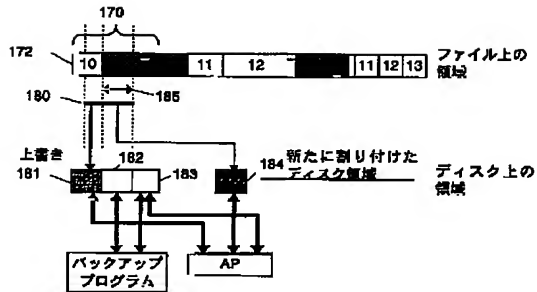 170
172
10
11
12
11
12
13
ファイル上の
領域
180
185
上書き
182
181
183
184
新たに割り付けた
ディスク領域
ディスク上の
領域
バックアップ
プログラム
AP